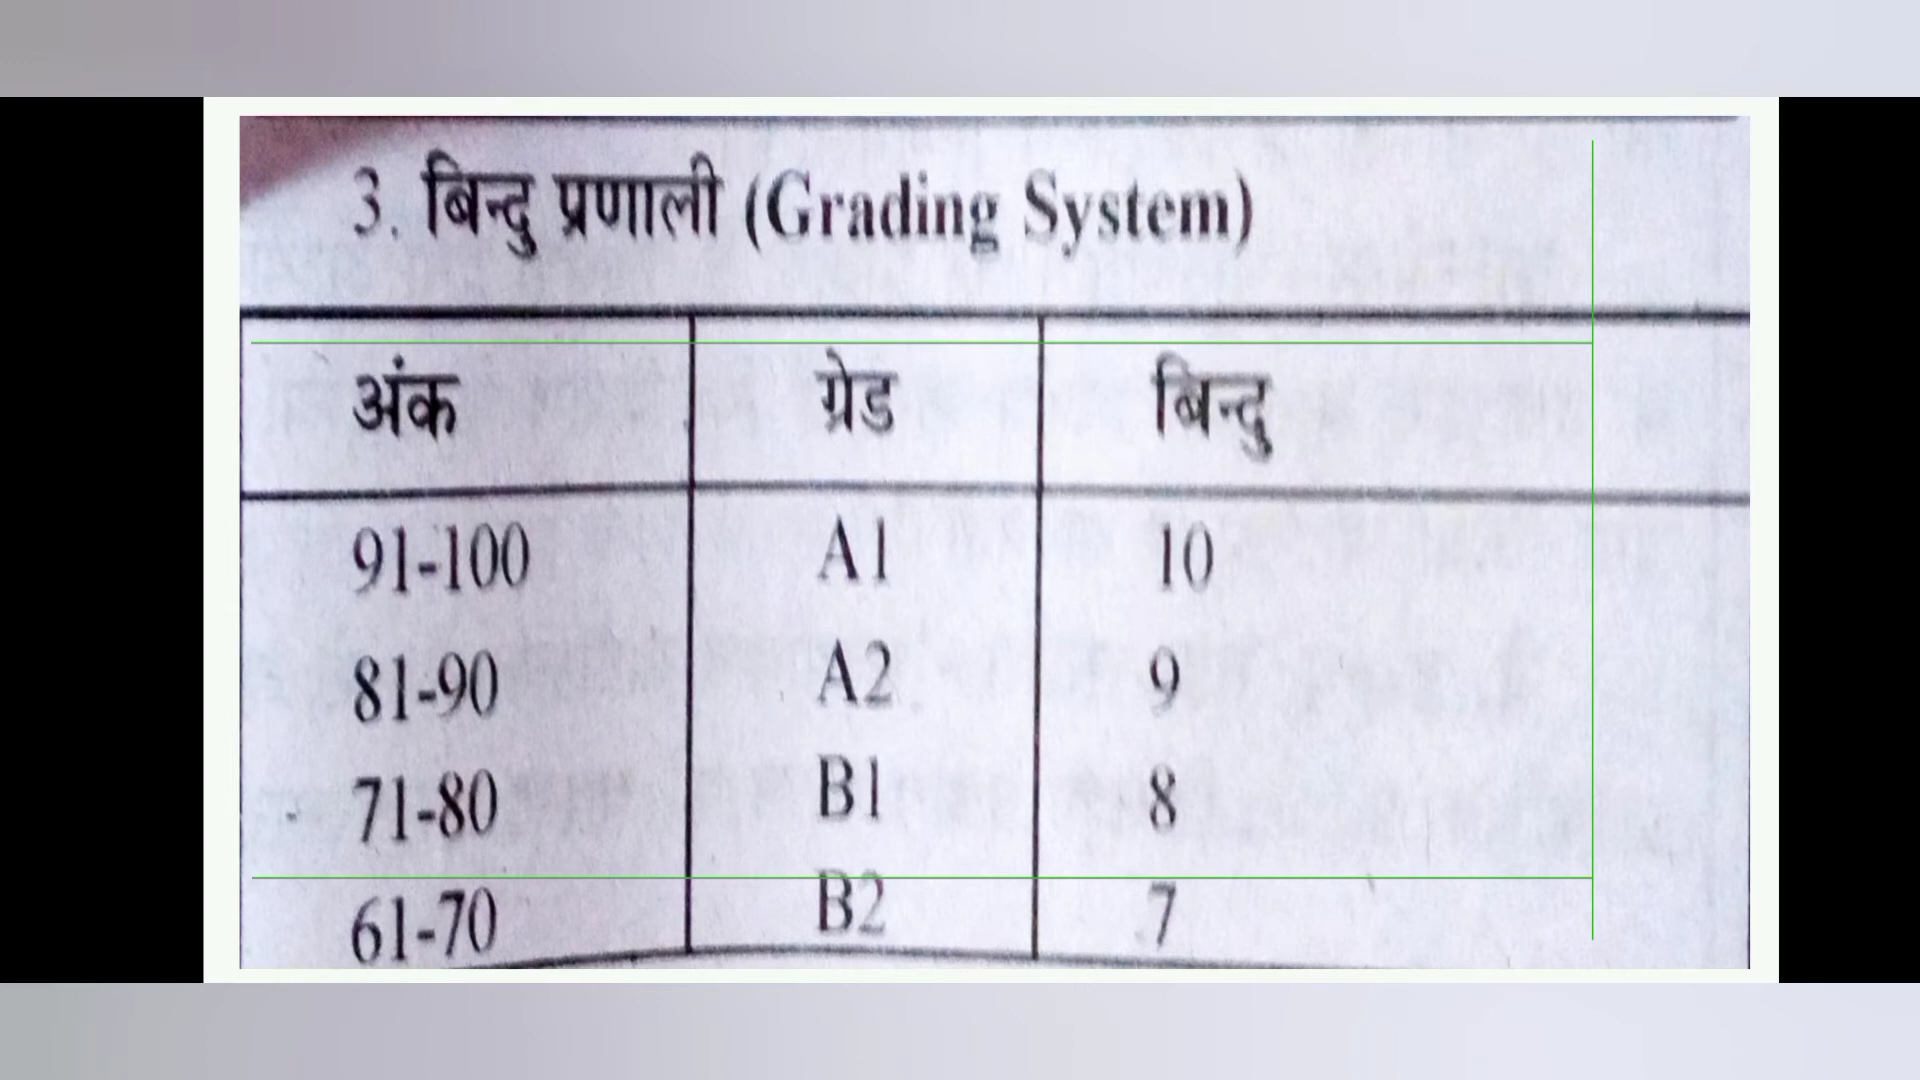 3. बिन्दु प्रणाली (Grading System)
अंक ग्रेड बिन्दु
91-100 A1 10
81-90 A2 9
71-80 B1 8
61-70 B2 7